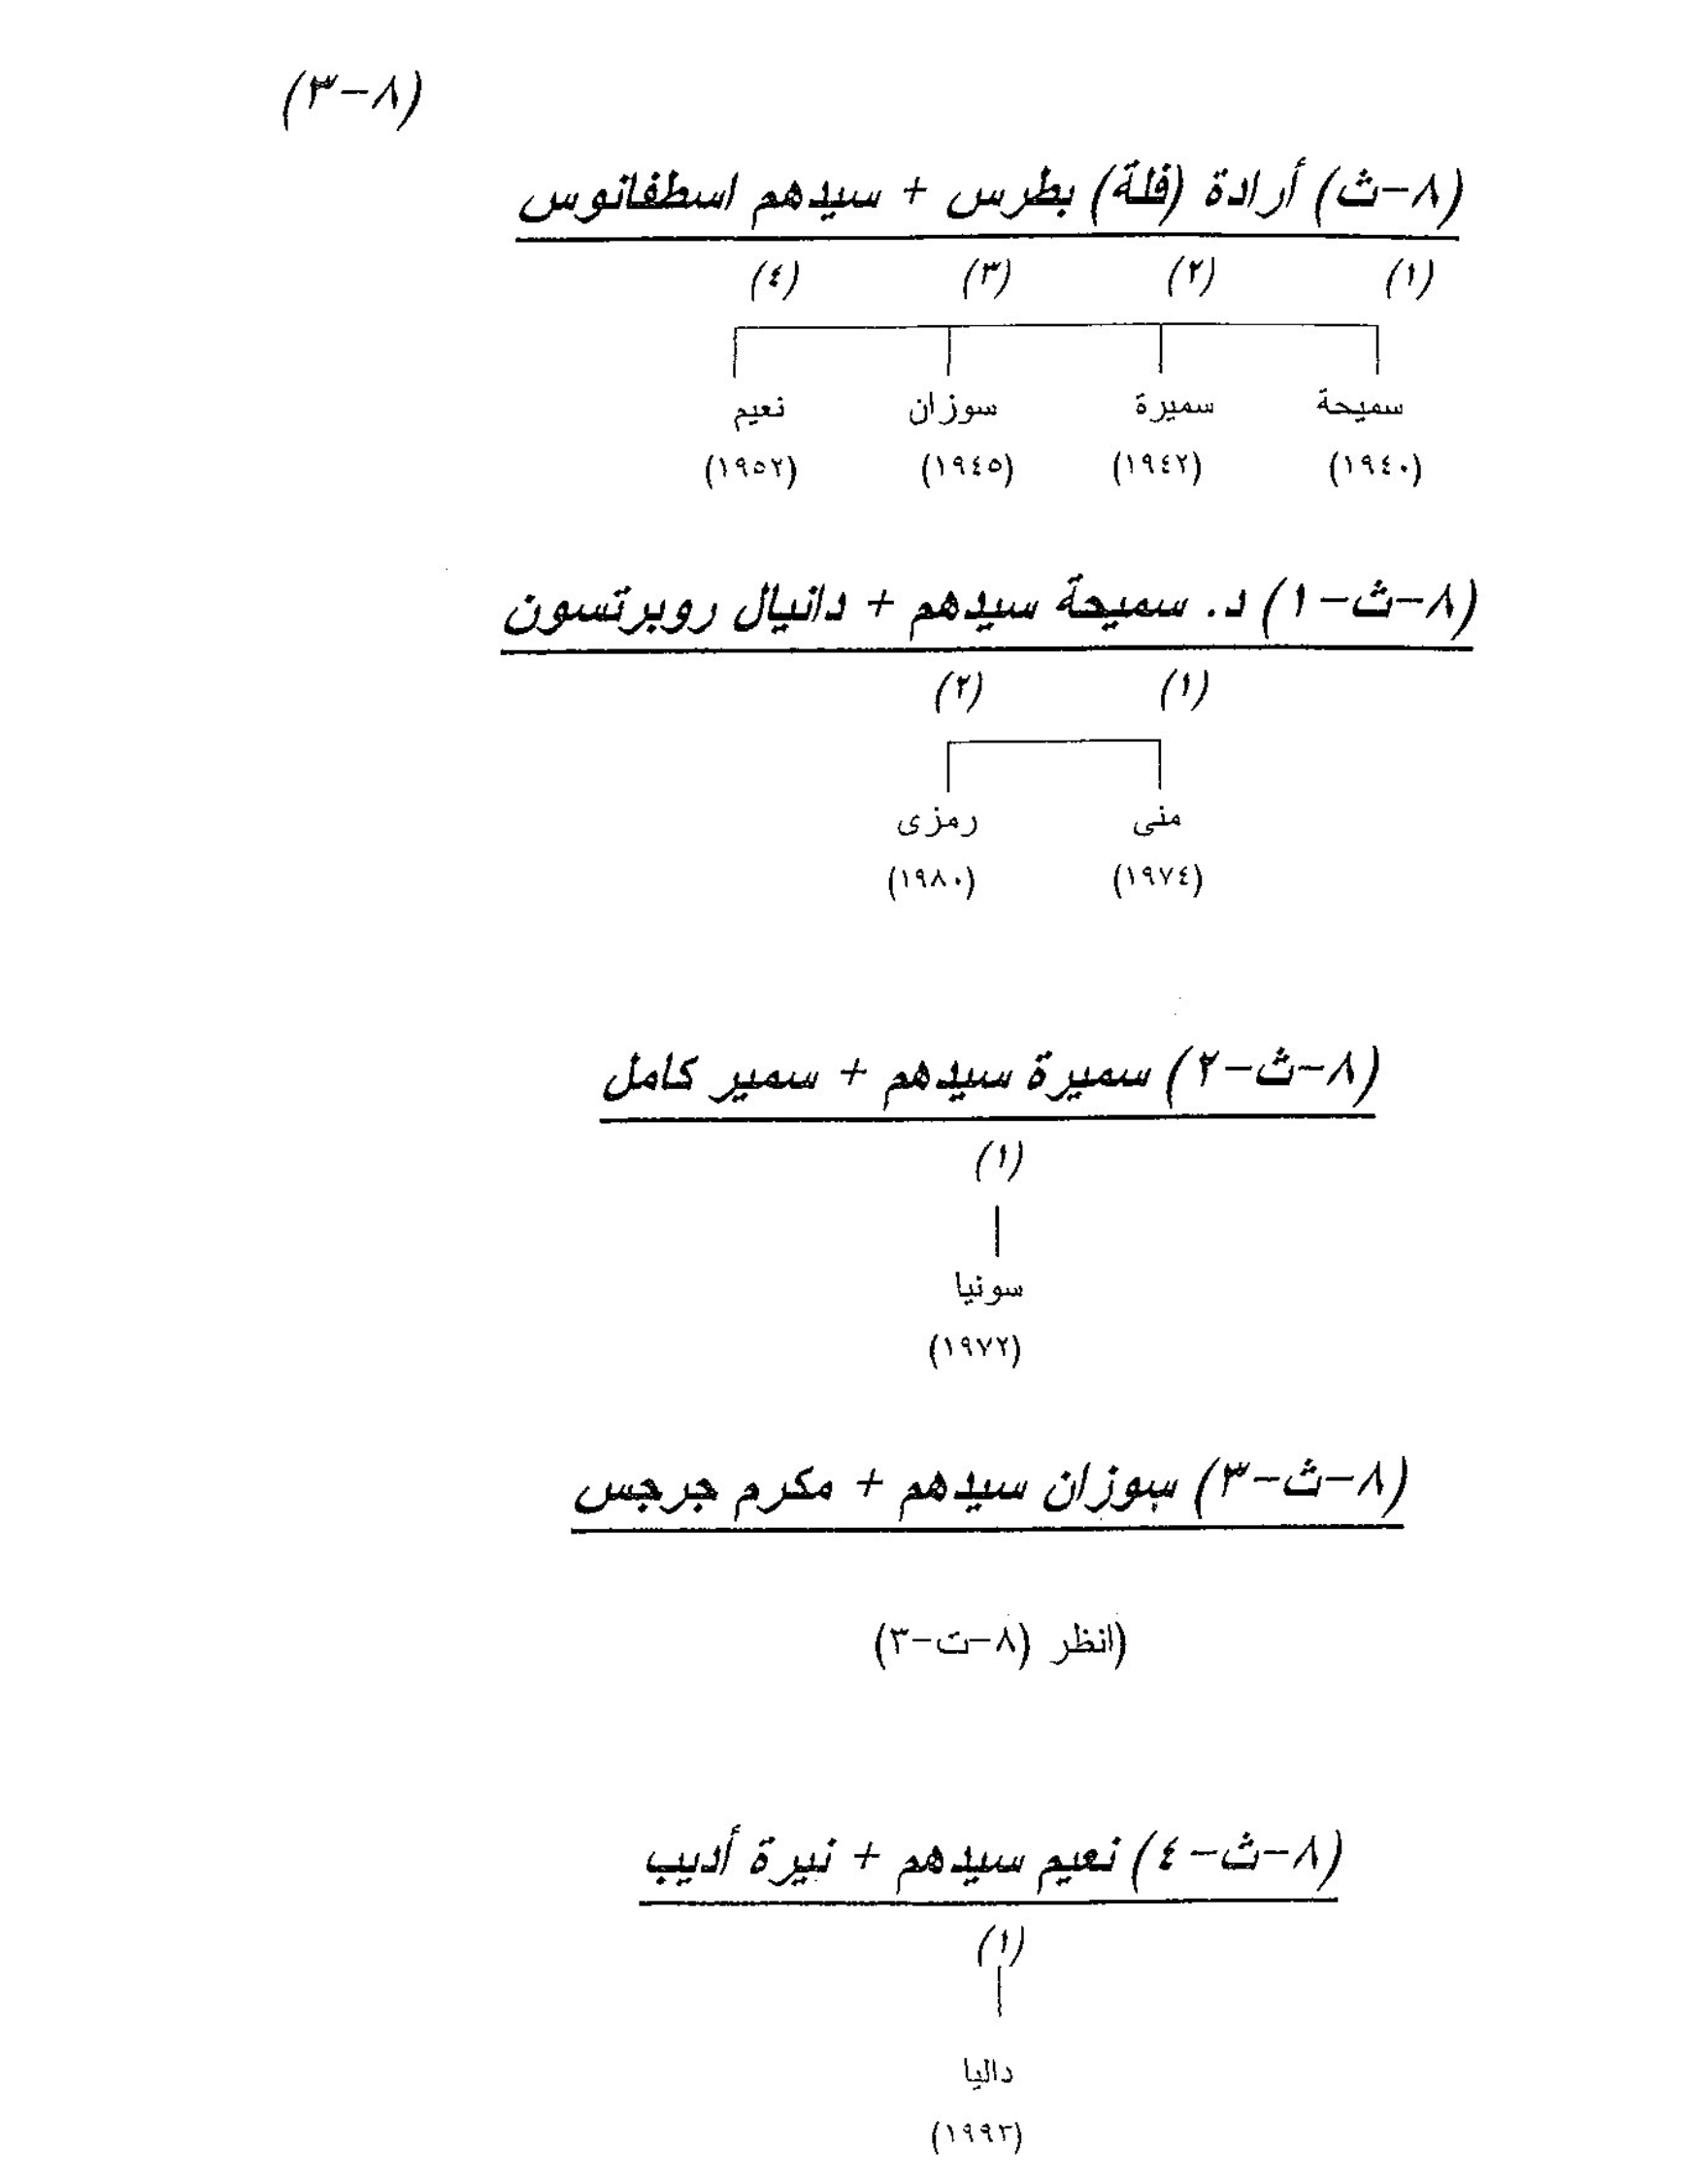 (٨-٣)
(٨-ث) أرادة (فلة) بطرس + سيدهم اسطفانوس
(١) (٢) (٣) (٤)
سميحة سميرة سوزان نعيم
(١٩٤٠) (١٩٤٢) (١٩٤٥) (١٩٥٢)
(٨-ث-١) د. سميحة سيدهم + دانيال روبرتسون
(١) (٢)
منى رمزى
(١٩٧٤) (١٩٨٠)
(٨-ث-٢) سميرة سيدهم + سمير كامل
(١)
سونيا
(١٩٧٢)
(٨-ث-٣) سوزان سيدهم + مكرم جرجس
(انظر (٨-ت-٣)
(٨-ث-٤) نعيم سيدهم + نيرة أديب
(١)
داليا
(١٩٩٣)